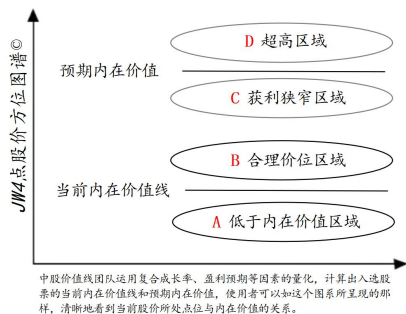 JW4点股价方位图谱©
D 超高区域
预期内在价值
C 获利狭窄区域
B 合理价位区域
当前内在价值线
A 低于内在价值区域
中股价值线团队运用复合成长率、盈利预期等因素的量化，计算出入选股
票的当前内在价值线和预期内在价值，使用者可以如这个图系所呈现的那
样，清晰地看到当前股价所处点位与内在价值的关系。